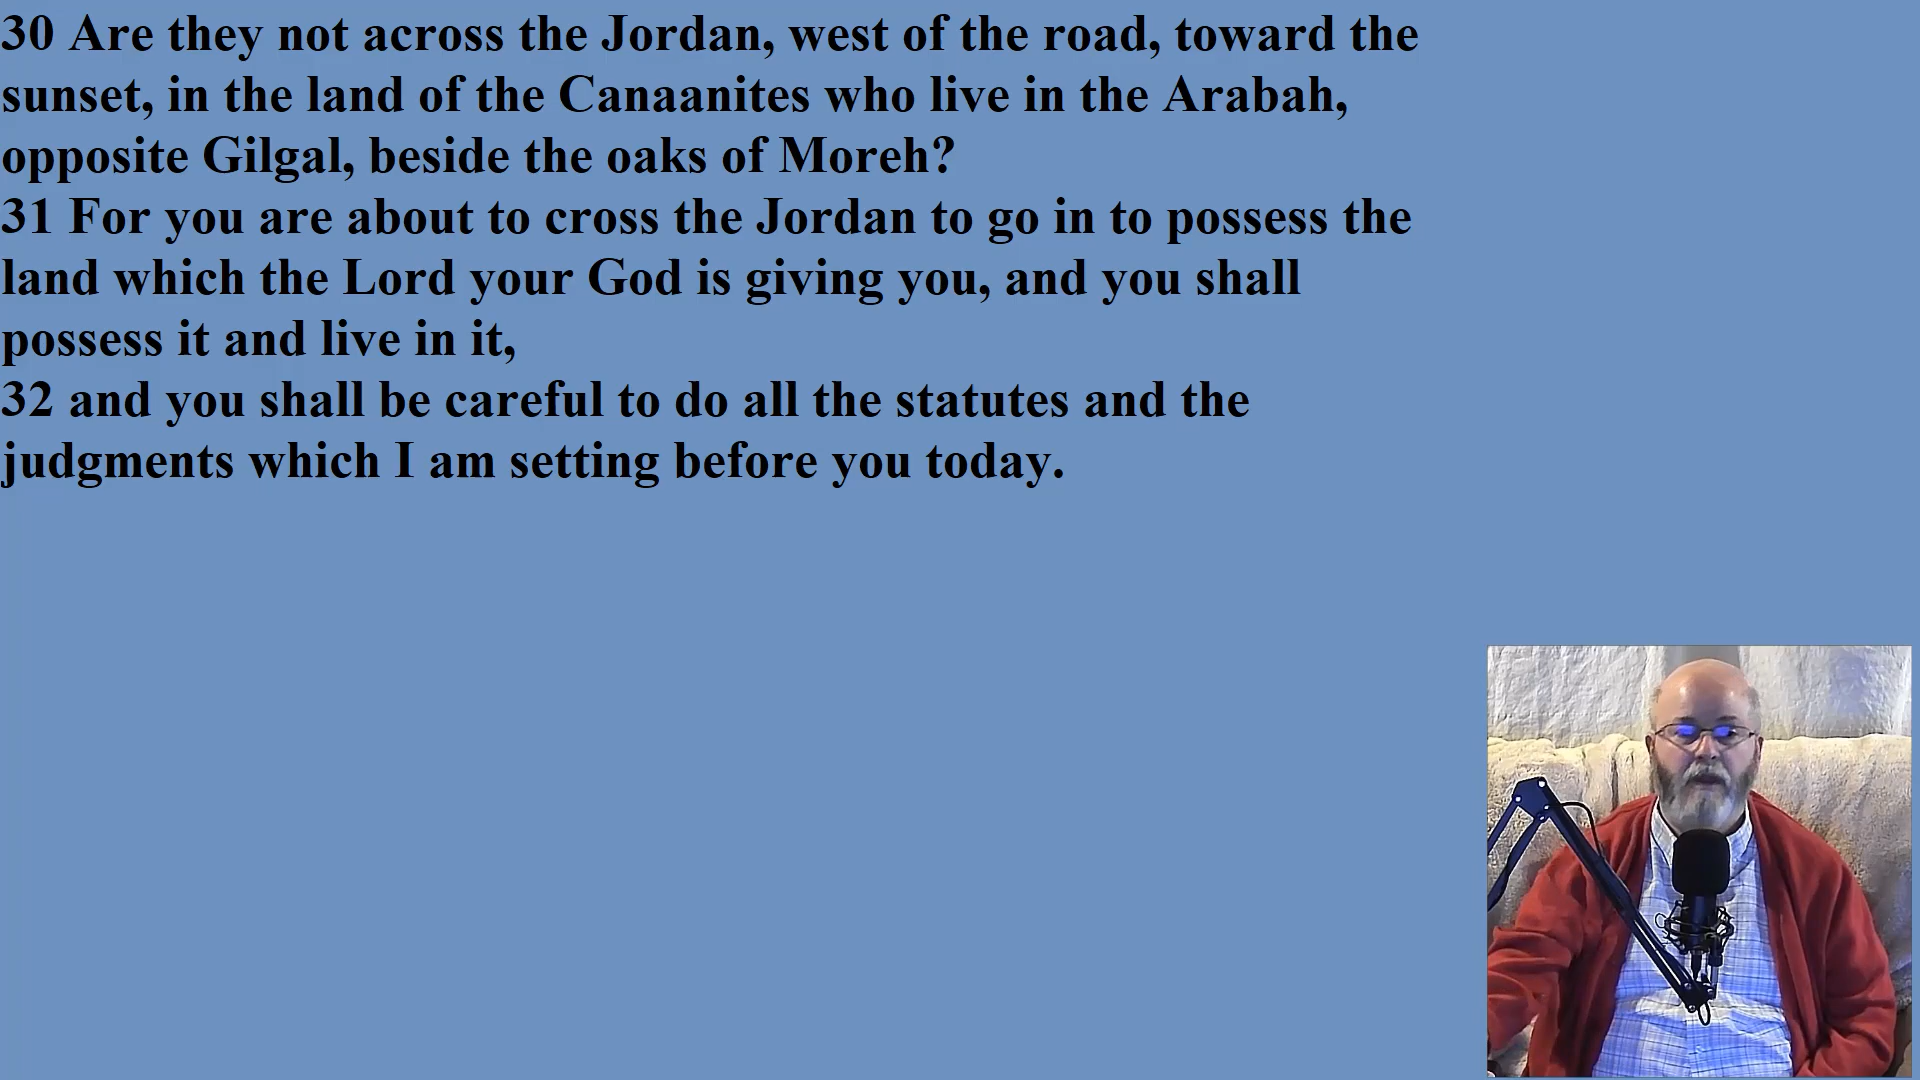 30 Are they not across the Jordan, west of the road, toward the
sunset, in the land of the Canaanites who live in the Arabah,
opposite Gilgal, beside the oaks of Moreh?
31 For you are about to cross the Jordan to go in to possess the
land which the Lord your God is giving you, and you shall
possess it and live in it,
32 and you shall be careful to do all the statutes and the
judgments which I am setting before you today.